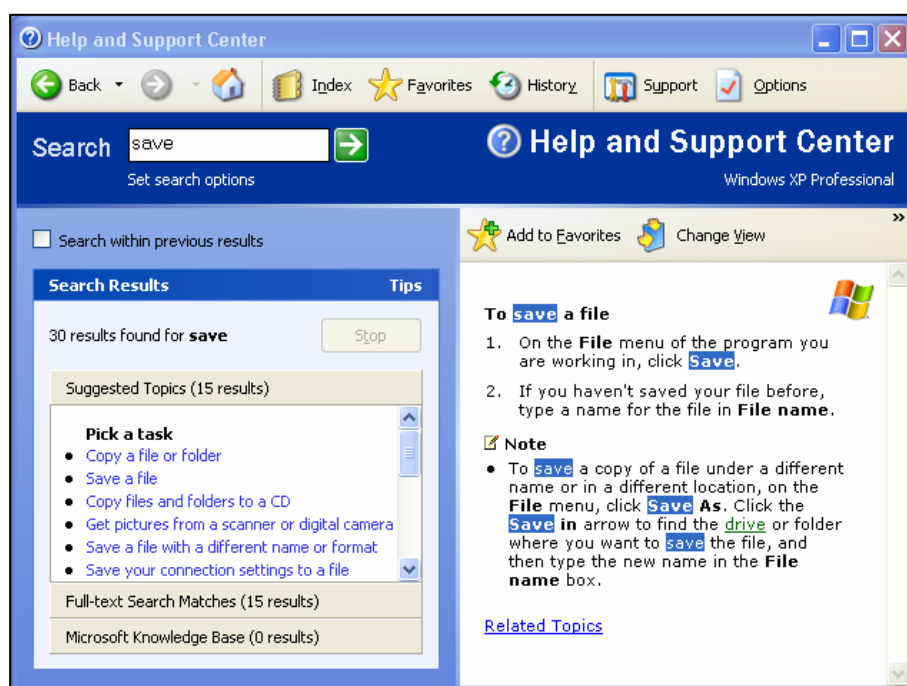 Help and Support Center
Back
Index
Favorites
History
Support
Options
Search
save
Set search options
Help and Support Center
Windows XP Professional
Search within previous results
Add to Favorites
Change View
»
Search Results
Tips
30 results found for save
Stop
Suggested Topics (15 results)
Pick a task
• Copy a file or folder
• Save a file
• Copy files and folders to a CD
• Get pictures from a scanner or digital camera
• Save a file with a different name or format
• Save your connection settings to a file
Full-text Search Matches (15 results)
Microsoft Knowledge Base (0 results)
To save a file
1. On the File menu of the program you
are working in, click Save.
2. If you haven't saved your file before,
type a name for the file in File name.
Note
• To save a copy of a file under a different
name or in a different location, on the
File menu, click Save As. Click the
Save in arrow to find the drive or folder
where you want to save the file, and
then type the new name in the File
name box.
Related Topics